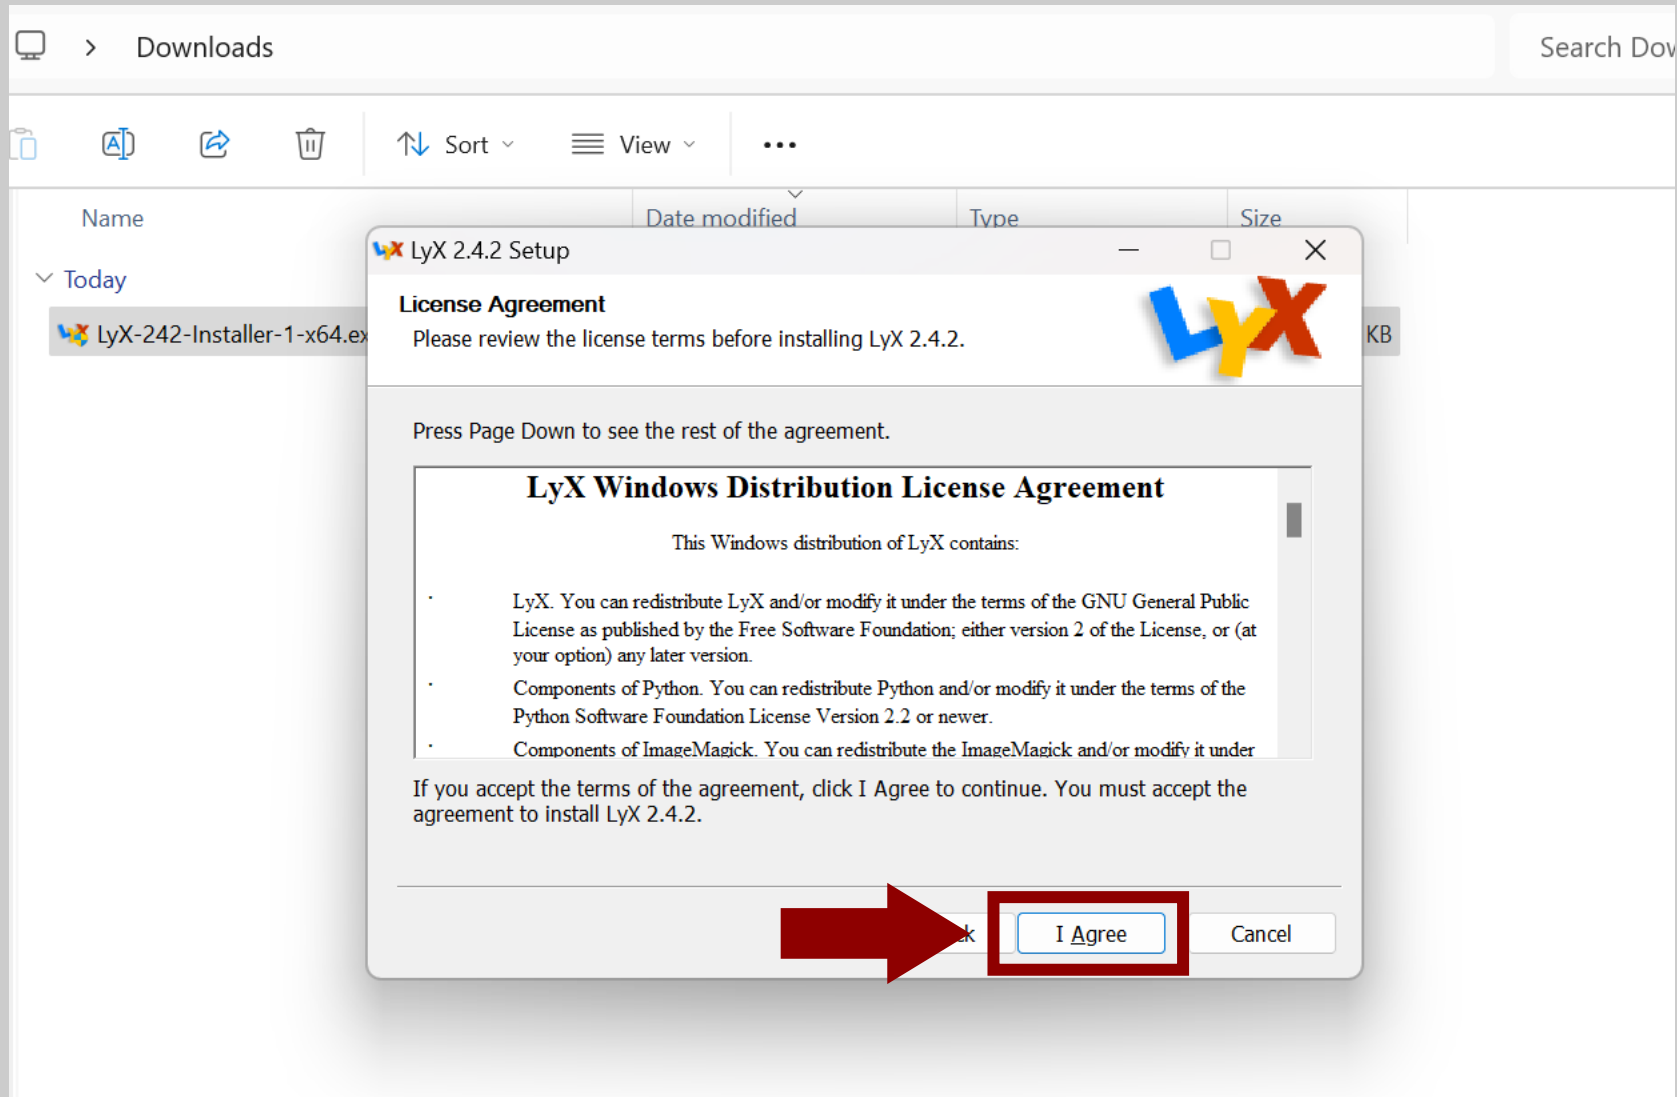 Downloads
Search Dow
Sort
View
Name
Date modified
Type
Size
Today
LyX-242-Installer-1-x64.ex
KB
LyX 2.4.2 Setup
License Agreement
Please review the license terms before installing LyX 2.4.2.
LyX
Press Page Down to see the rest of the agreement.
LyX Windows Distribution License Agreement
This Windows distribution of LyX contains:
· LyX. You can redistribute LyX and/or modify it under the terms of the GNU General Public
License as published by the Free Software Foundation; either version 2 of the License, or (at
your option) any later version.
· Components of Python. You can redistribute Python and/or modify it under the terms of the
Python Software Foundation License Version 2.2 or newer.
· Components of ImageMagick. You can redistribute the ImageMagick and/or modify it under
If you accept the terms of the agreement, click I Agree to continue. You must accept the
agreement to install LyX 2.4.2.
k
I Agree
Cancel